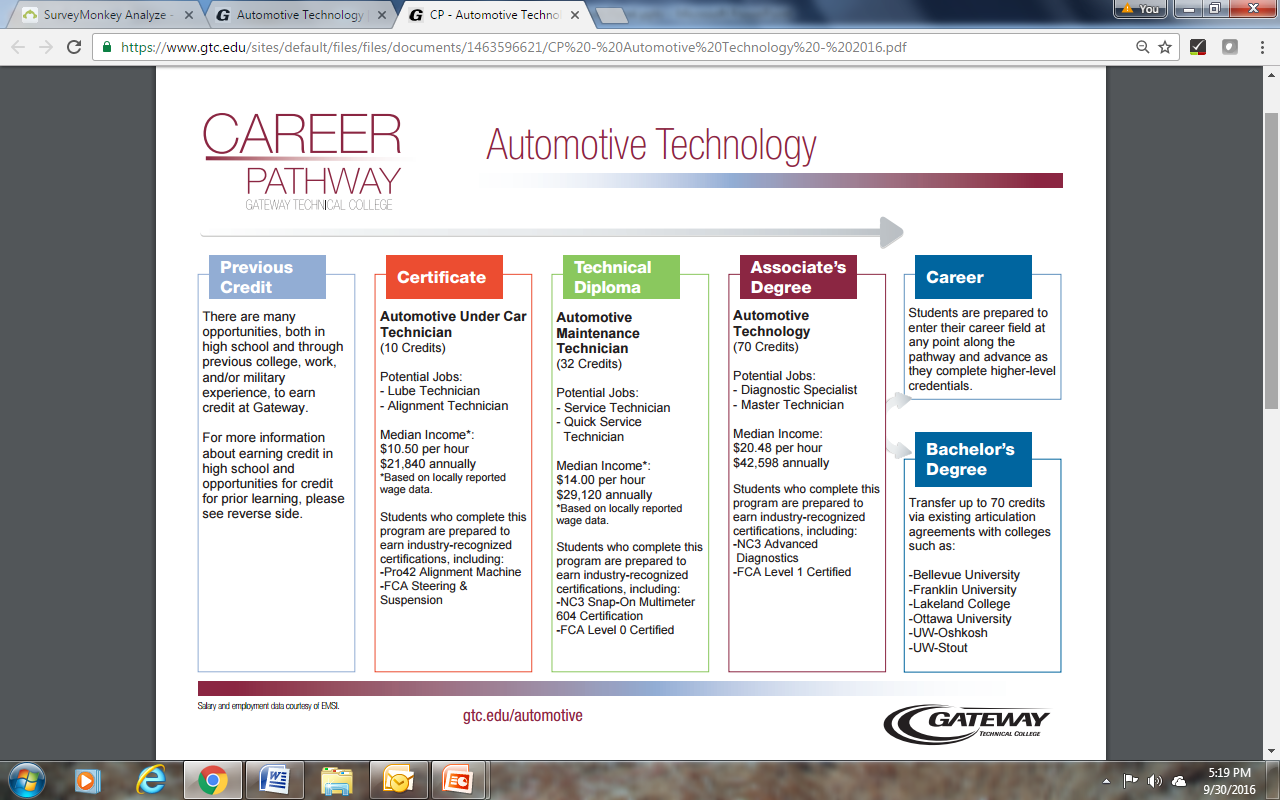 SurveyMonkey Analyze -
Automotive Technology |
CP - Automotive Technol
You
https://www.gtc.edu/sites/default/files/files/documents/1463596621/CP%20-%20Automotive%20Technology%20-%202016.pdf
CAREER
PATHWAY
GATEWAY TECHNICAL COLLEGE
Automotive Technology
Previous
Credit
There are many
opportunities, both in
high school and through
previous college, work,
and/or military
experience, to earn
credit at Gateway.
For more information
about earning credit in
high school and
opportunities for credit
for prior learning, please
see reverse side.
Certificate
Automotive Under Car
Technician
(10 Credits)
Potential Jobs:
- Lube Technician
- Alignment Technician
Median Income*:
$10.50 per hour
$21,840 annually
*Based on locally reported
wage data.
Students who complete this
program are prepared to
earn industry-recognized
certifications, including:
-Pro42 Alignment Machine
-FCA Steering &
Suspension
Technical
Diploma
Automotive
Maintenance
Technician
(32 Credits)
Potential Jobs:
- Service Technician
- Quick Service
Technician
Median Income*:
$14.00 per hour
$29,120 annually
*Based on locally reported
wage data.
Students who complete this
program are prepared to
earn industry-recognized
certifications, including:
-NC3 Snap-On Multimeter
604 Certification
-FCA Level 0 Certified
Associate's
Degree
Automotive
Technology
(70 Credits)
Potential Jobs:
- Diagnostic Specialist
- Master Technician
Median Income:
$20.48 per hour
$42,598 annually
Students who complete this
program are prepared to
earn industry-recognized
certifications, including:
-NC3 Advanced
Diagnostics
-FCA Level 1 Certified
Career
Students are prepared to
enter their career field at
any point along the
pathway and advance as
they complete higher-level
credentials.
Bachelor's
Degree
Transfer up to 70 credits
via existing articulation
agreements with colleges
such as:
-Bellevue University
-Franklin University
-Lakeland College
-Ottawa University
-UW-Oshkosh
-UW-Stout
Salary and employment data courtesy of EMSI.
gtc.edu/automotive
GATEWAY
TECHNICAL COLLEGE
5:19 PM
9/30/2016